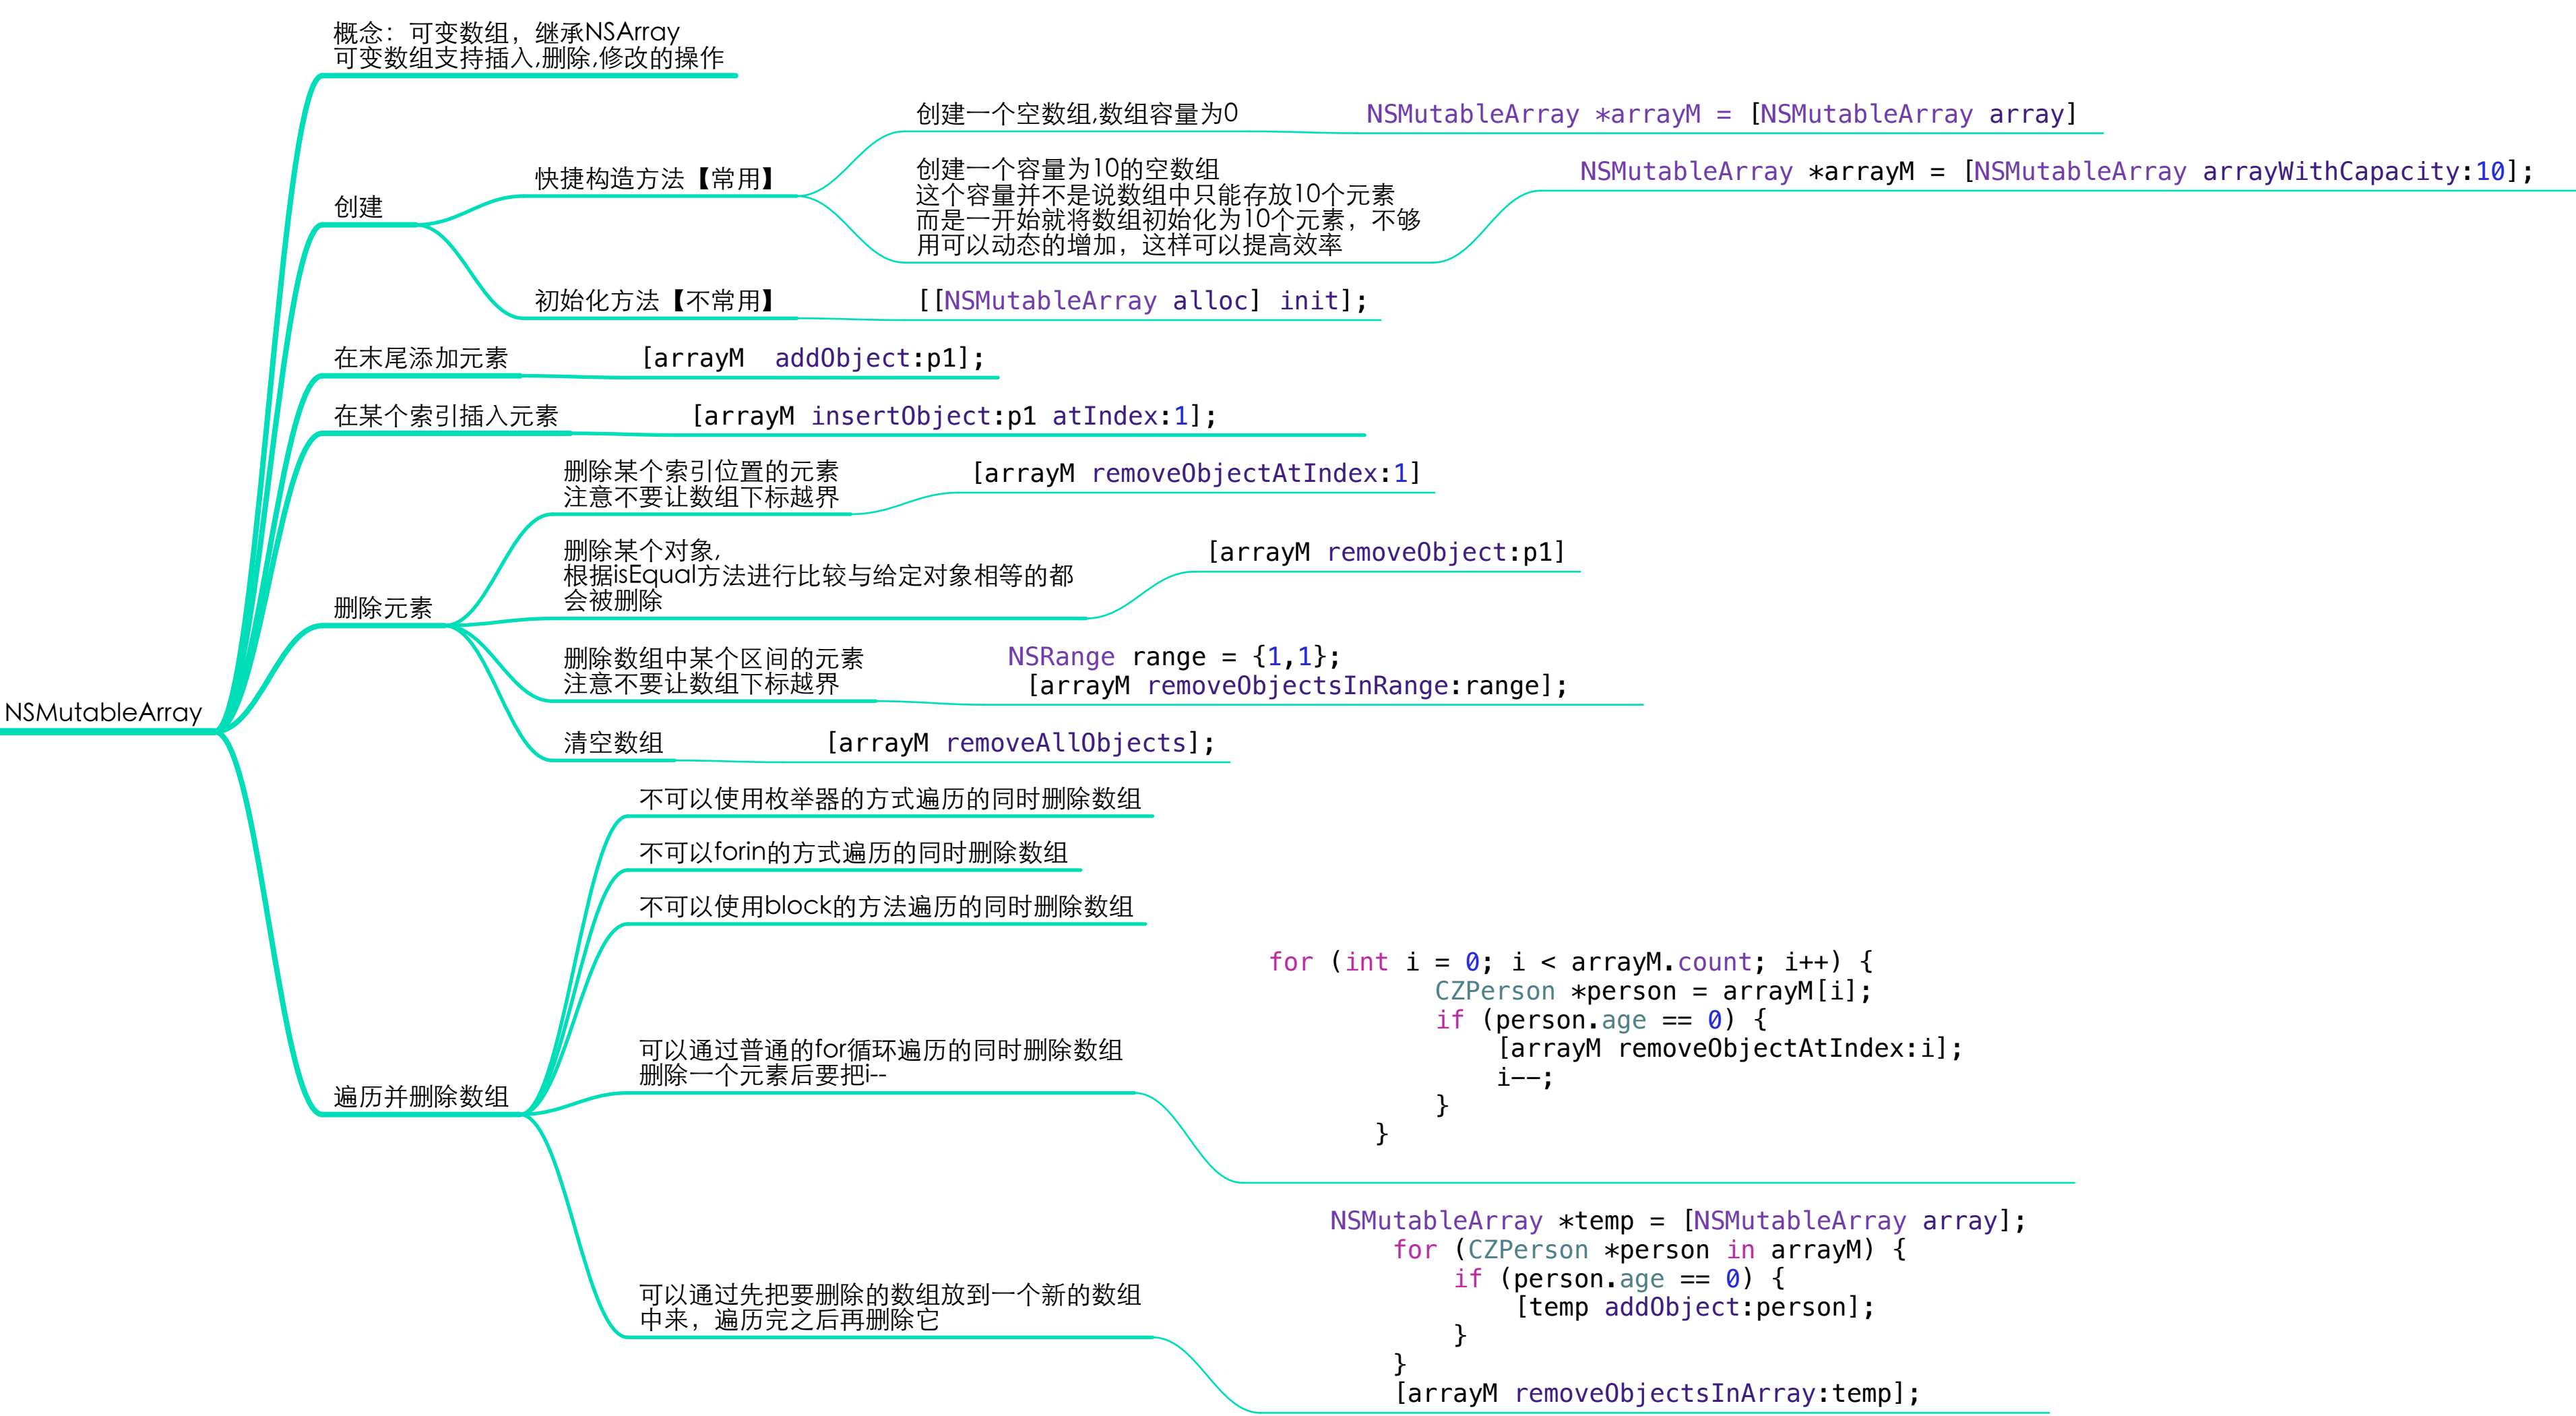 NSMutableArray
概念：可变数组，继承NSArray
可变数组支持插入,删除,修改的操作
创建
快捷构造方法【常用】
创建一个空数组,数组容量为0
NSMutableArray *arrayM = [NSMutableArray array]
创建一个容量为10的空数组
这个容量并不是说数组中只能存放10个元素
而是一开始就将数组初始化为10个元素，不够
用可以动态的增加，这样可以提高效率
NSMutableArray *arrayM = [NSMutableArray arrayWithCapacity:10];
初始化方法【不常用】
[[NSMutableArray alloc] init];
在末尾添加元素
[arrayM  addObject:p1];
在某个索引插入元素
[arrayM insertObject:p1 atIndex:1];
删除元素
删除某个索引位置的元素
注意不要让数组下标越界
[arrayM removeObjectAtIndex:1]
删除某个对象,
根据isEqual方法进行比较与给定对象相等的都
会被删除
[arrayM removeObject:p1]
删除数组中某个区间的元素
注意不要让数组下标越界
NSRange range = {1,1};
[arrayM removeObjectsInRange:range];
清空数组
[arrayM removeAllObjects];
遍历并删除数组
不可以使用枚举器的方式遍历的同时删除数组
不可以forin的方式遍历的同时删除数组
不可以使用block的方法遍历的同时删除数组
可以通过普通的for循环遍历的同时删除数组
删除一个元素后要把i--
for (int i = 0; i < arrayM.count; i++) {
CZPerson *person = arrayM[i];
if (person.age == 0) {
[arrayM removeObjectAtIndex:i];
i--;
}
}
可以通过先把要删除的数组放到一个新的数组
中来，遍历完之后再删除它
NSMutableArray *temp = [NSMutableArray array];
for (CZPerson *person in arrayM) {
if (person.age == 0) {
[temp addObject:person];
}
}
[arrayM removeObjectsInArray:temp];